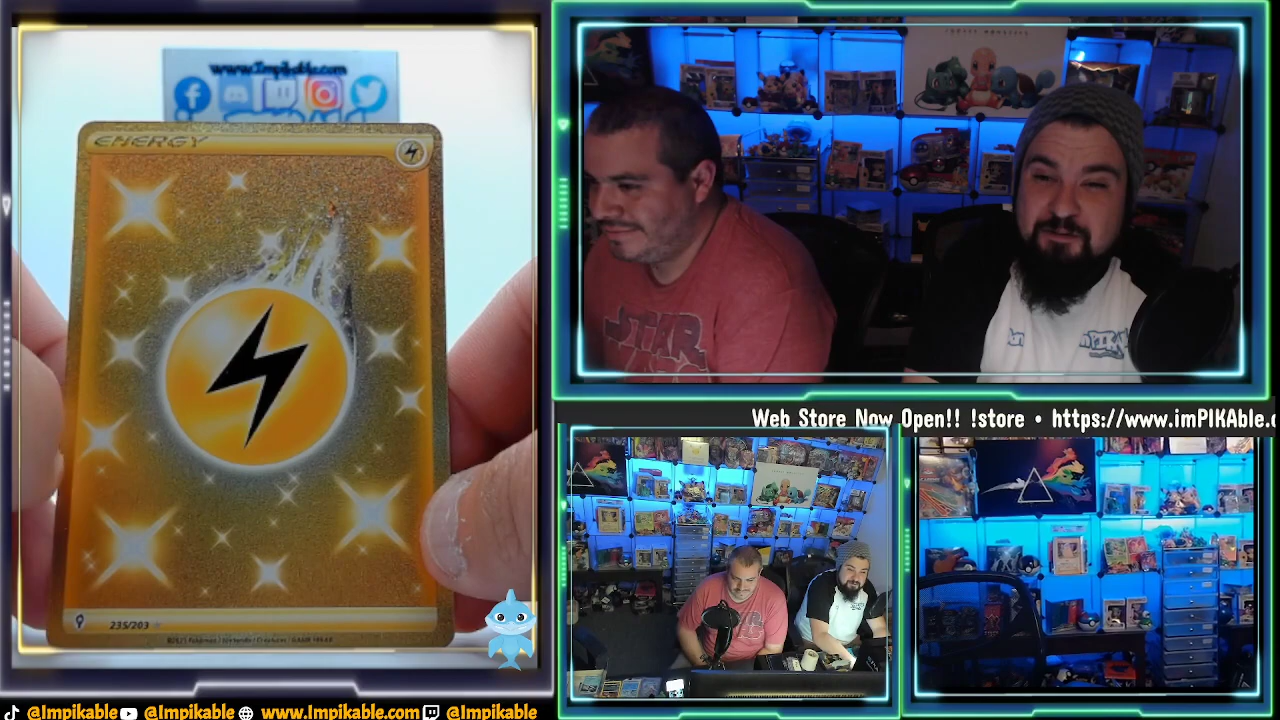 www.Impikable.com
ENERGY
235/203
STAR
Web Store Now Open!! !store • https://www.imPIKAble.c
@Impikable @Impikable www.Impikable.com @Impikable